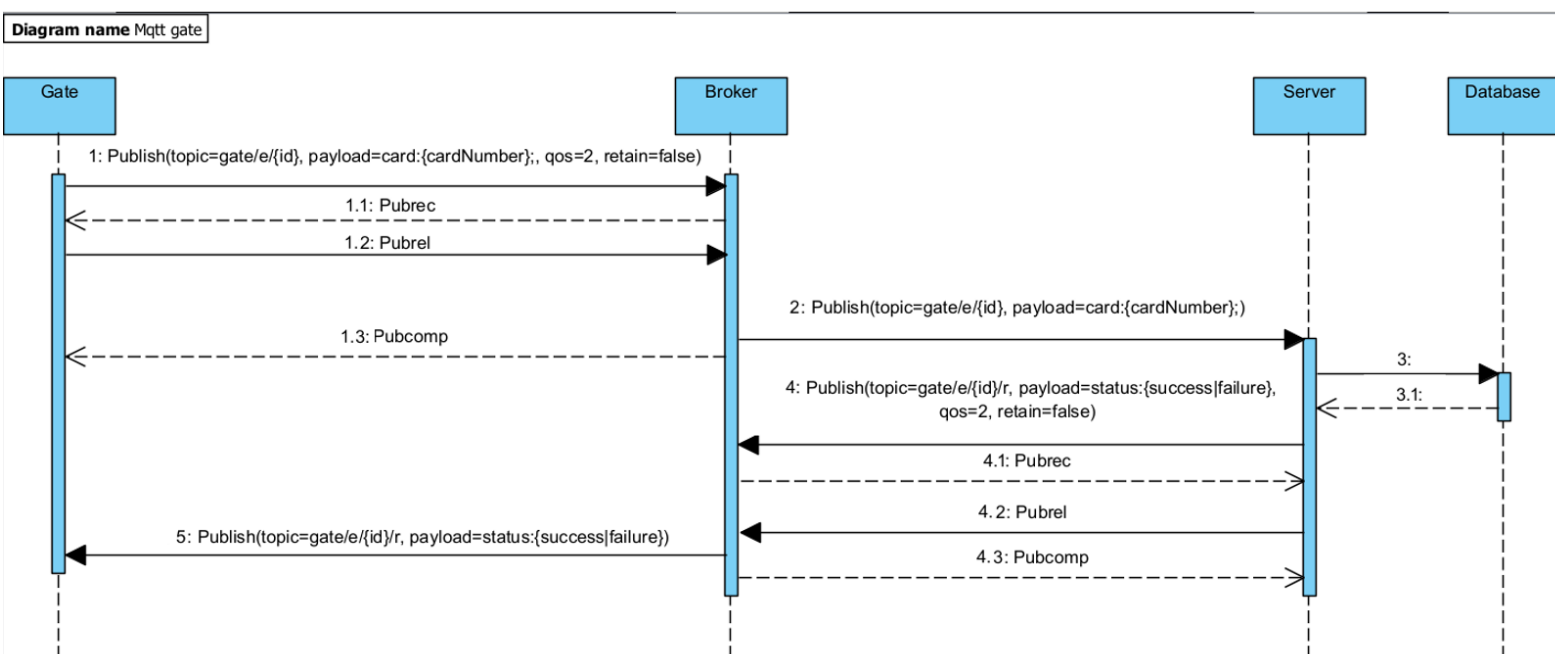 Diagram name Mqtt gate
Gate
Broker
Server
Database
1: Publish(topic=gate/e/{id}, payload=card:{cardNumber};, qos=2, retain=false)
1.1: Pubrec
1.2: Pubrel
2: Publish(topic=gate/e/{id}, payload=card:{cardNumber};)
1.3: Pubcomp
3:
4: Publish(topic=gate/e/{id}/r, payload=status:{success|failure},
qos=2, retain=false)
3.1:
4.1: Pubrec
4.2: Pubrel
5: Publish(topic=gate/e/{id}/r, payload=status:{success|failure})
4.3: Pubcomp